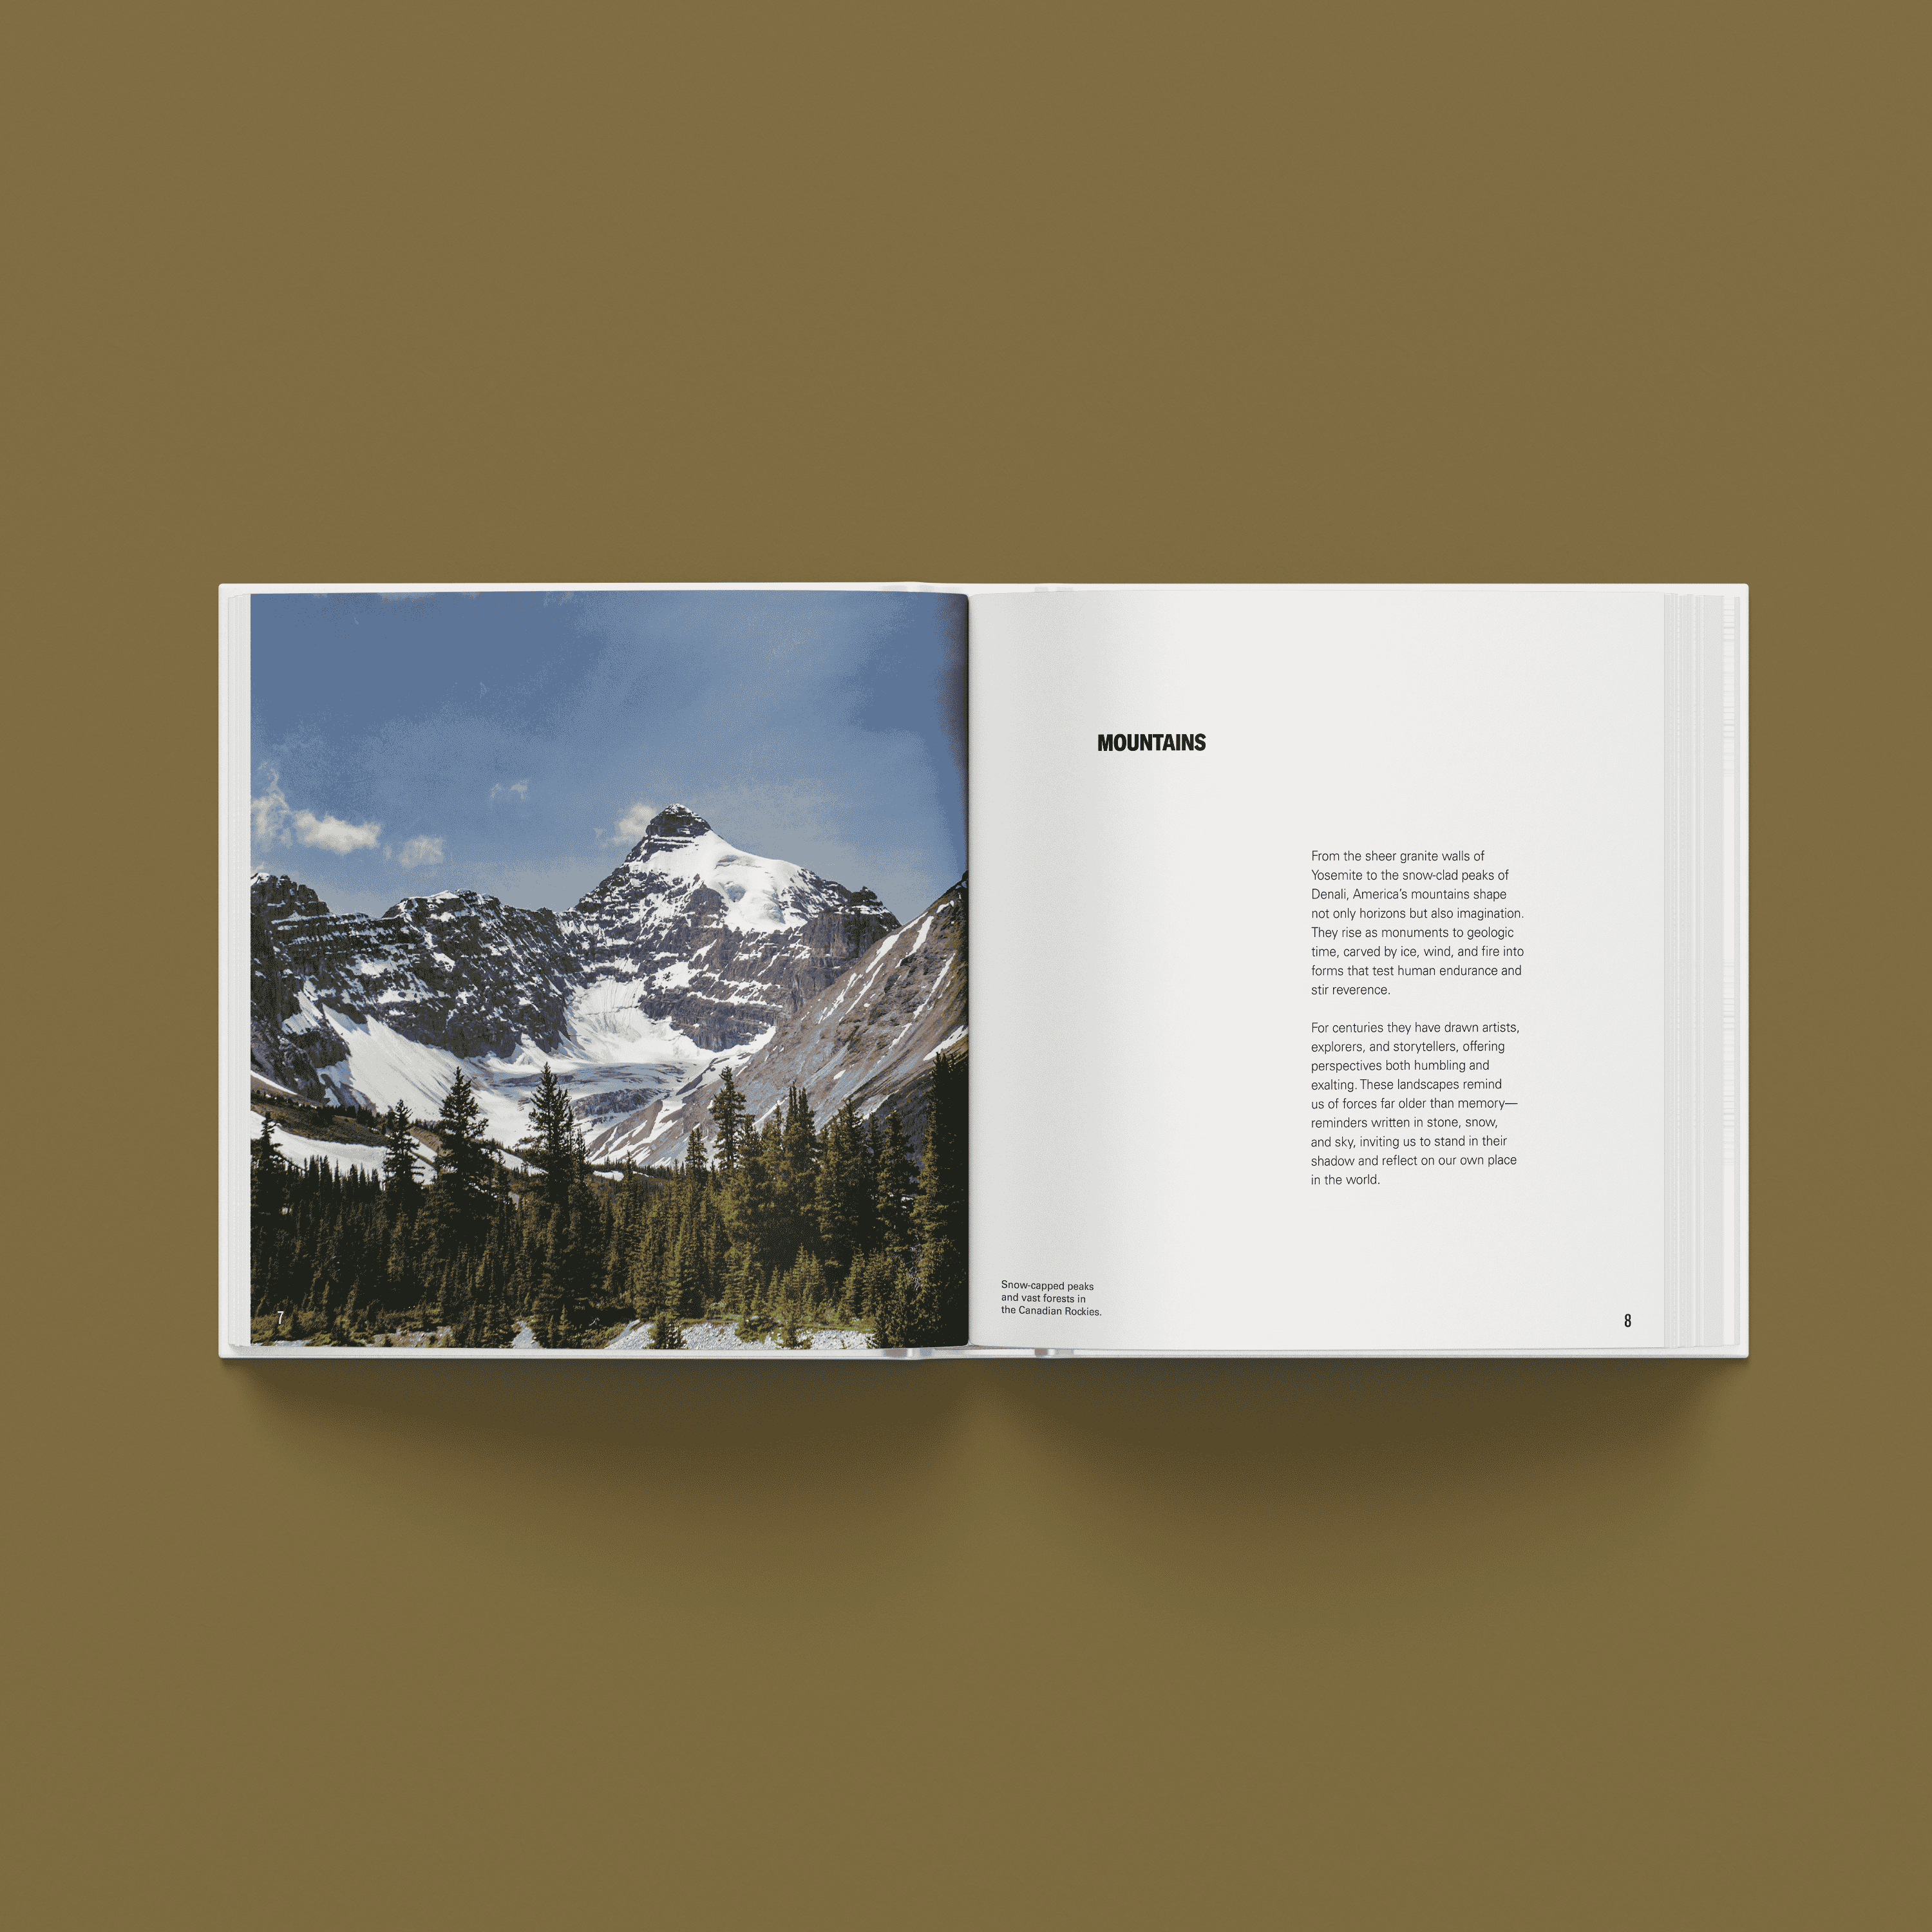 7
MOUNTAINS
From the sheer granite walls of
Yosemite to the snow-clad peaks of
Denali, America’s mountains shape
not only horizons but also imagination.
They rise as monuments to geologic
time, carved by ice, wind, and fire into
forms that test human endurance and
stir reverence.
For centuries they have drawn artists,
explorers, and storytellers, offering
perspectives both humbling and
exalting. These landscapes remind
us of forces far older than memory—
reminders written in stone, snow,
and sky, inviting us to stand in their
shadow and reflect on our own place
in the world.
Snow-capped peaks
and vast forests in
the Canadian Rockies.
8